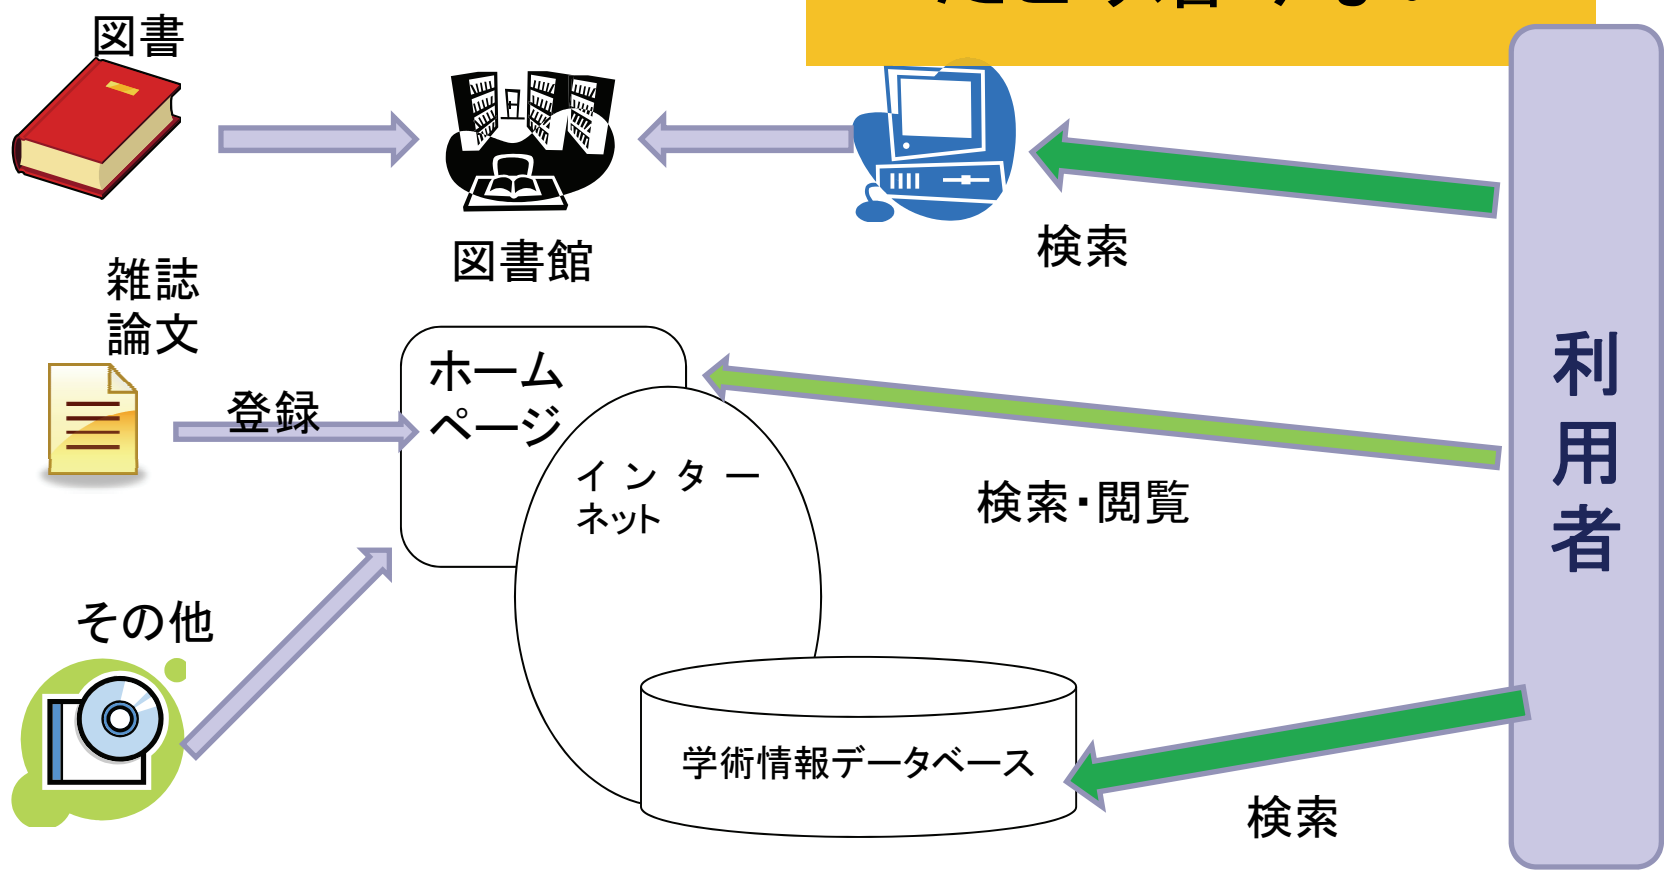 図書
図書館
検索
雑誌
論文
登録
ホーム
ページ
インター
ネット
検索・閲覧
利用者
その他
学術情報データベース
検索